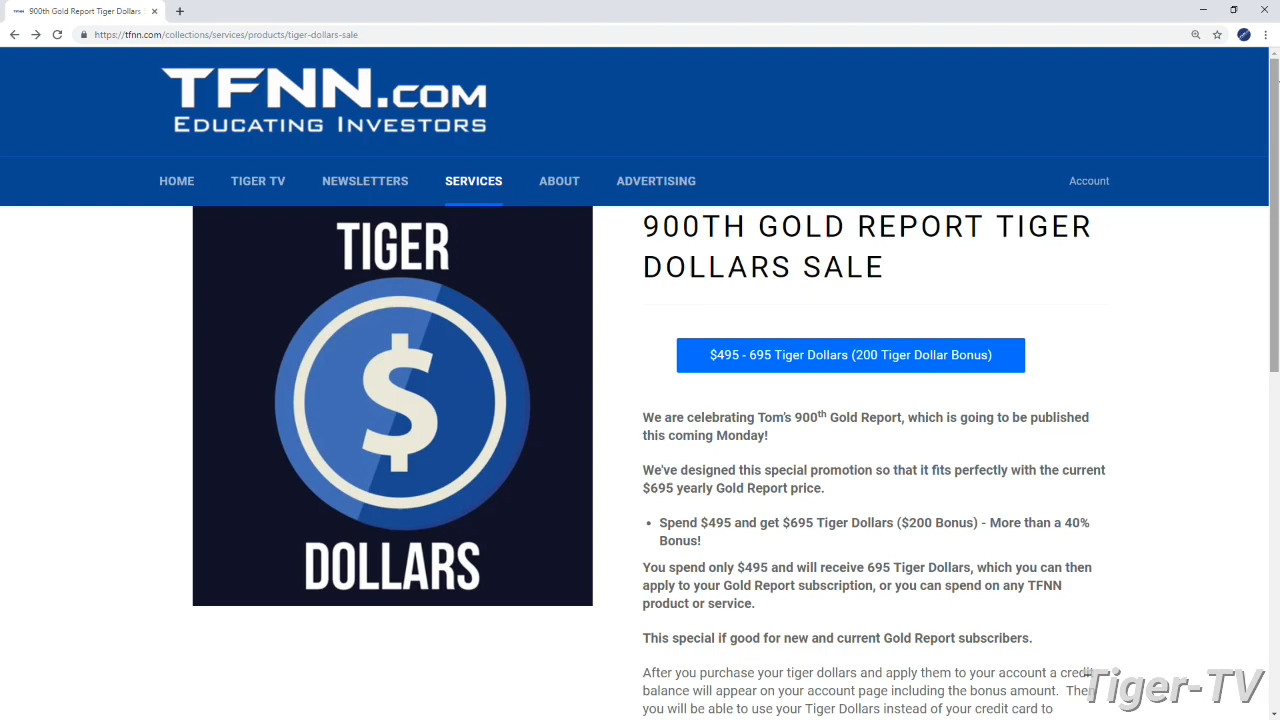 900th Gold Report Tiger Dollars
https://tfnn.com/collections/services/products/tiger-dollars-sale
TFNN.COM
EDUCATING INVESTORS
HOME TIGER TV NEWSLETTERS SERVICES ABOUT ADVERTISING Account
TIGER
$
DOLLARS
900TH GOLD REPORT TIGER
DOLLARS SALE
$495 - 695 Tiger Dollars (200 Tiger Dollar Bonus)
We are celebrating Tom's 900th Gold Report, which is going to be published
this coming Monday!
We've designed this special promotion so that it fits perfectly with the current
$695 yearly Gold Report price.
• Spend $495 and get $695 Tiger Dollars ($200 Bonus) - More than a 40%
Bonus!
You spend only $495 and will receive 695 Tiger Dollars, which you can then
apply to your Gold Report subscription, or you can spend on any TFNN
product or service.
This special if good for new and current Gold Report subscribers.
After you purchase your tiger dollars and apply them to your account a credit
balance will appear on your account page including the bonus amount. Then
you will be able to use your Tiger Dollars instead of your credit card to
Tiger-TV